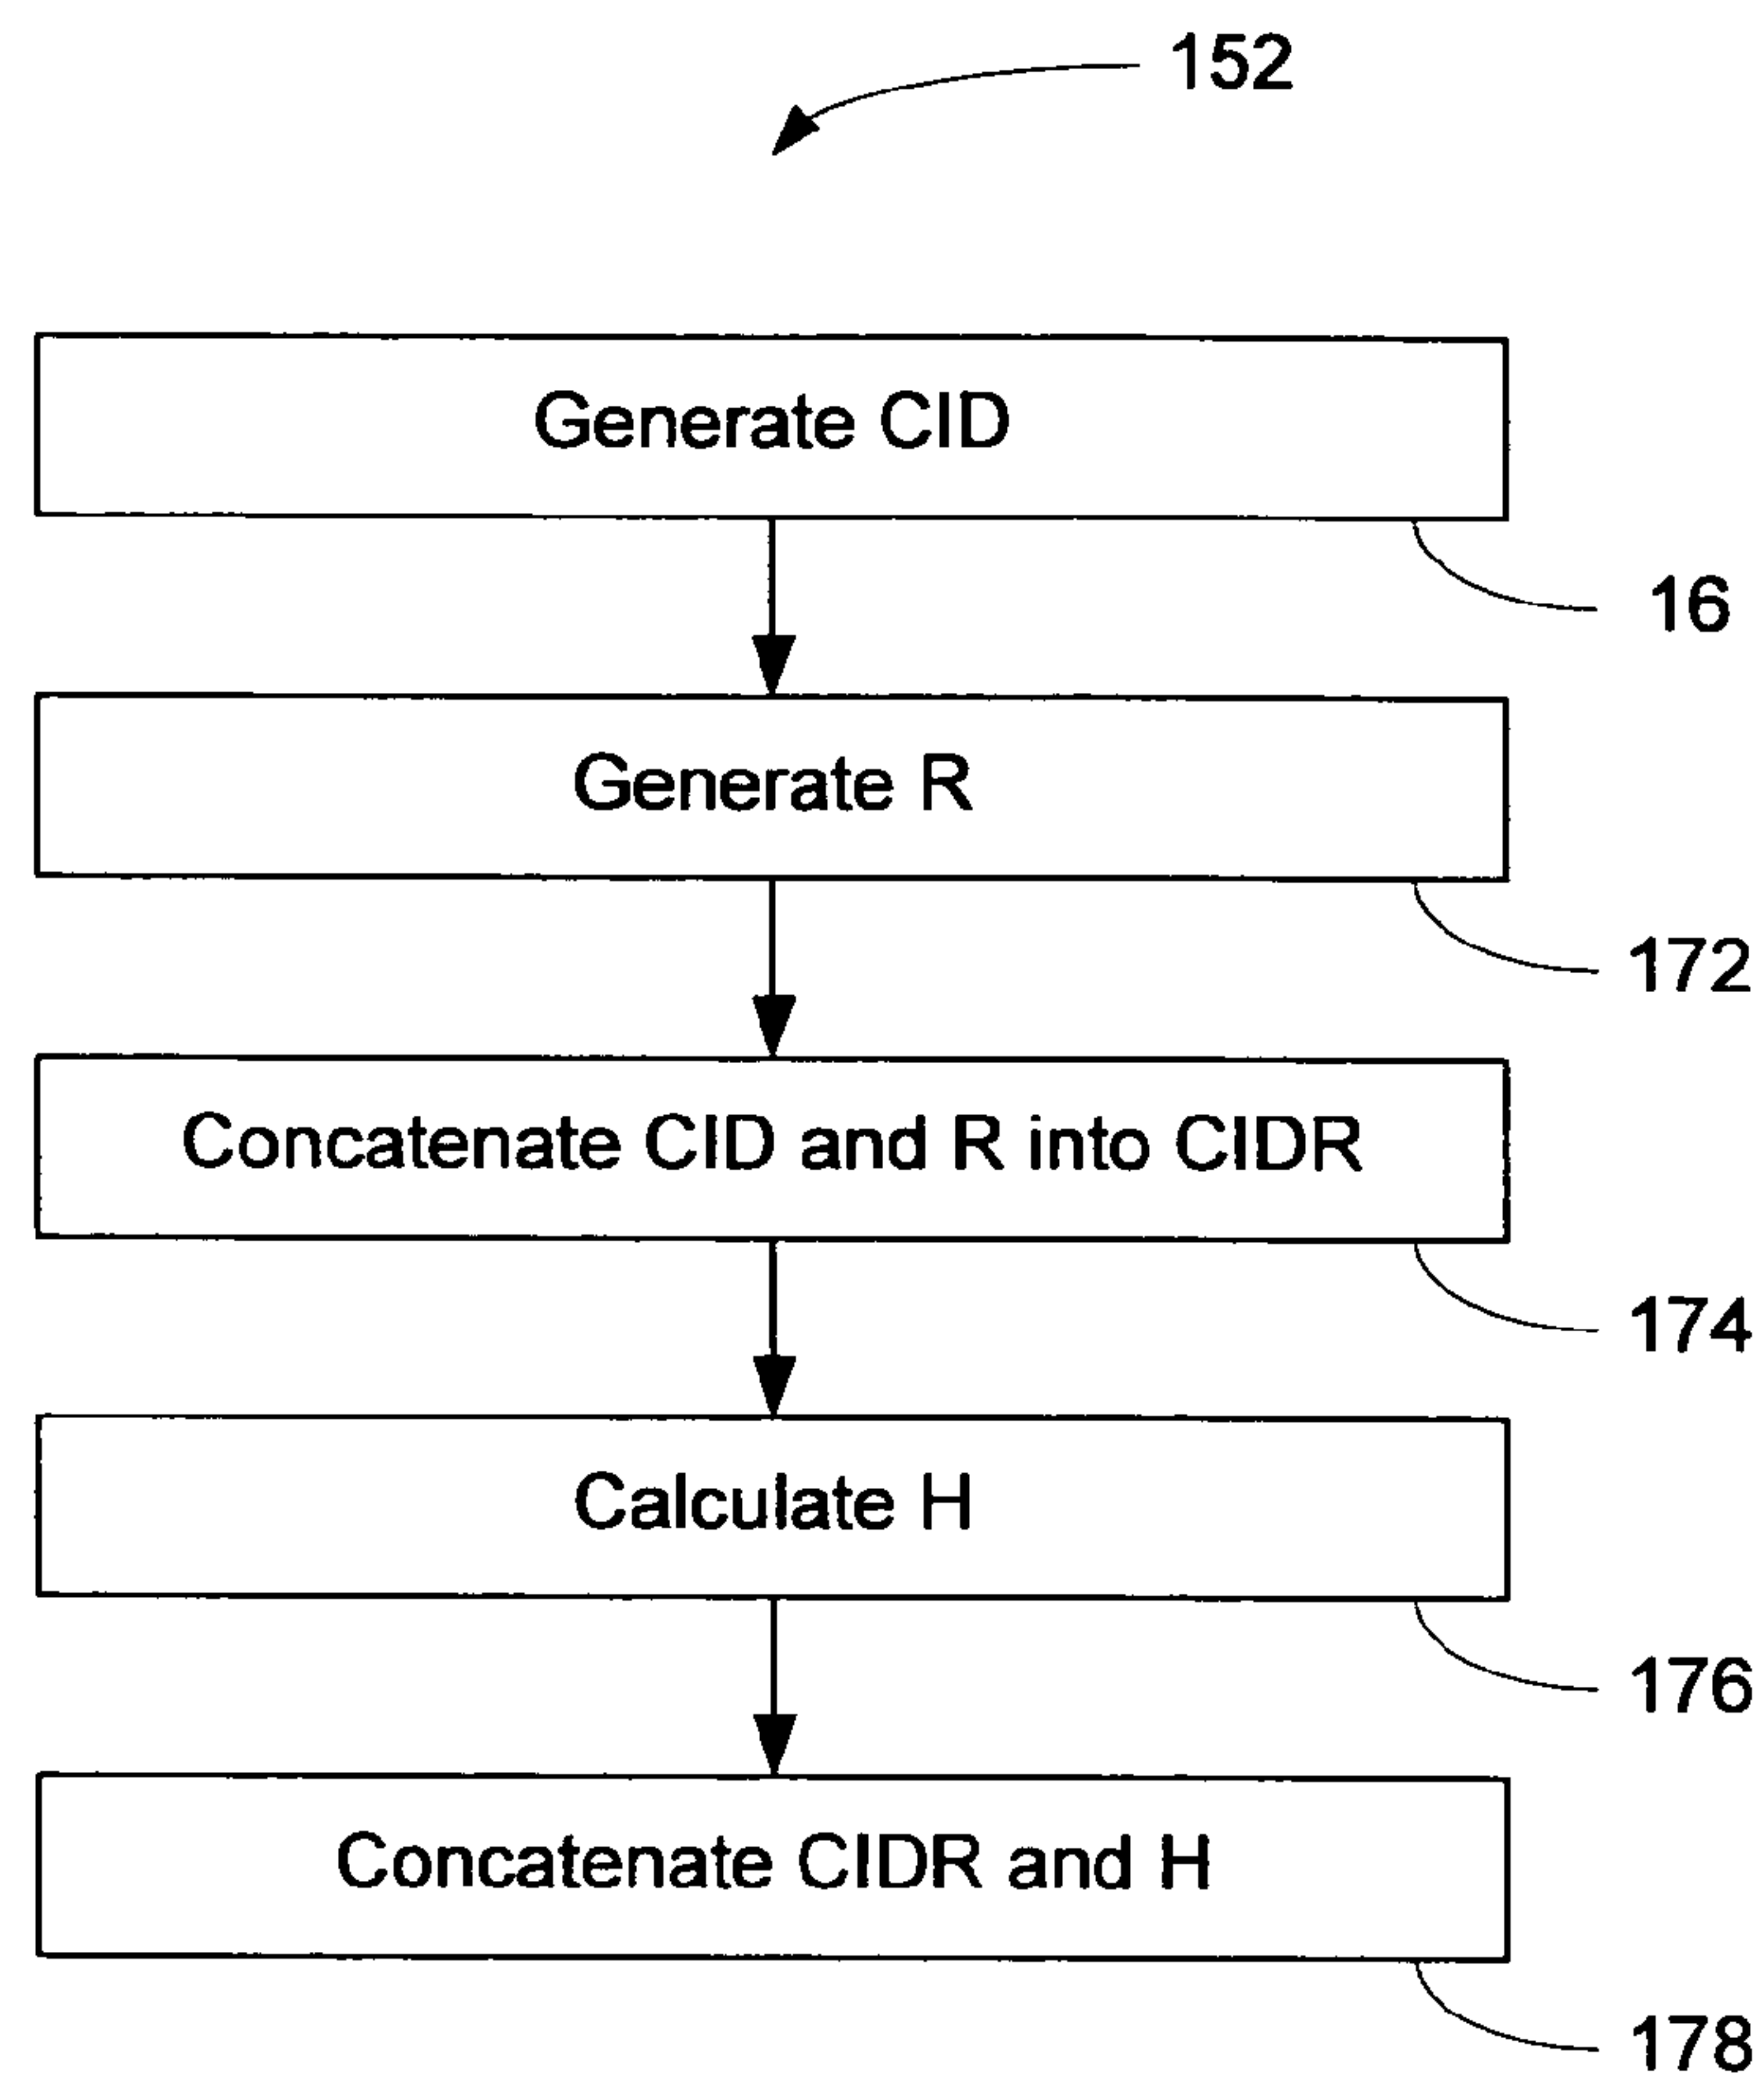 152
Generate CID
16
Generate R
172
Concatenate CID and R into CIDR
174
Calculate H
176
Concatenate CIDR and H
178